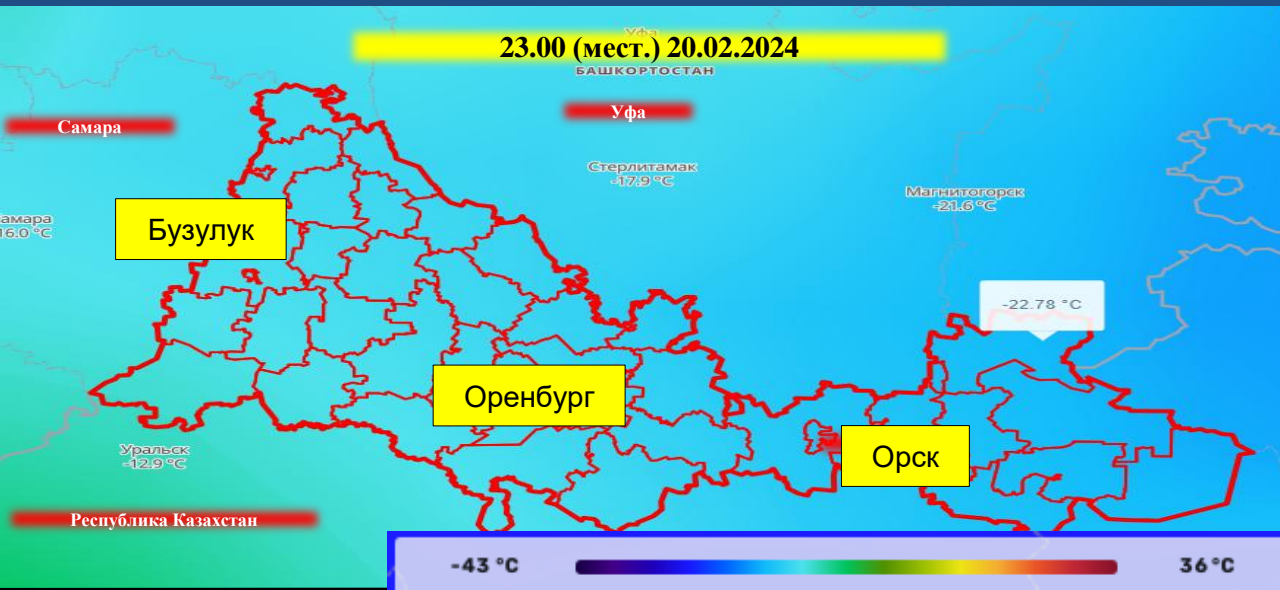 Уфа
23.00 (мест.) 20.02.2024
БАШКОРТОСТАН
Самара
Уфа
Стерлитамак
-17.9 °C
Магнитогорск
-21.6 °C
амара
16.0 °C
Бузулук
-22.78 °C
Оренбург
Уральск
-12.9 °C
Орск
Республика Казахстан
-43 °C
36°C